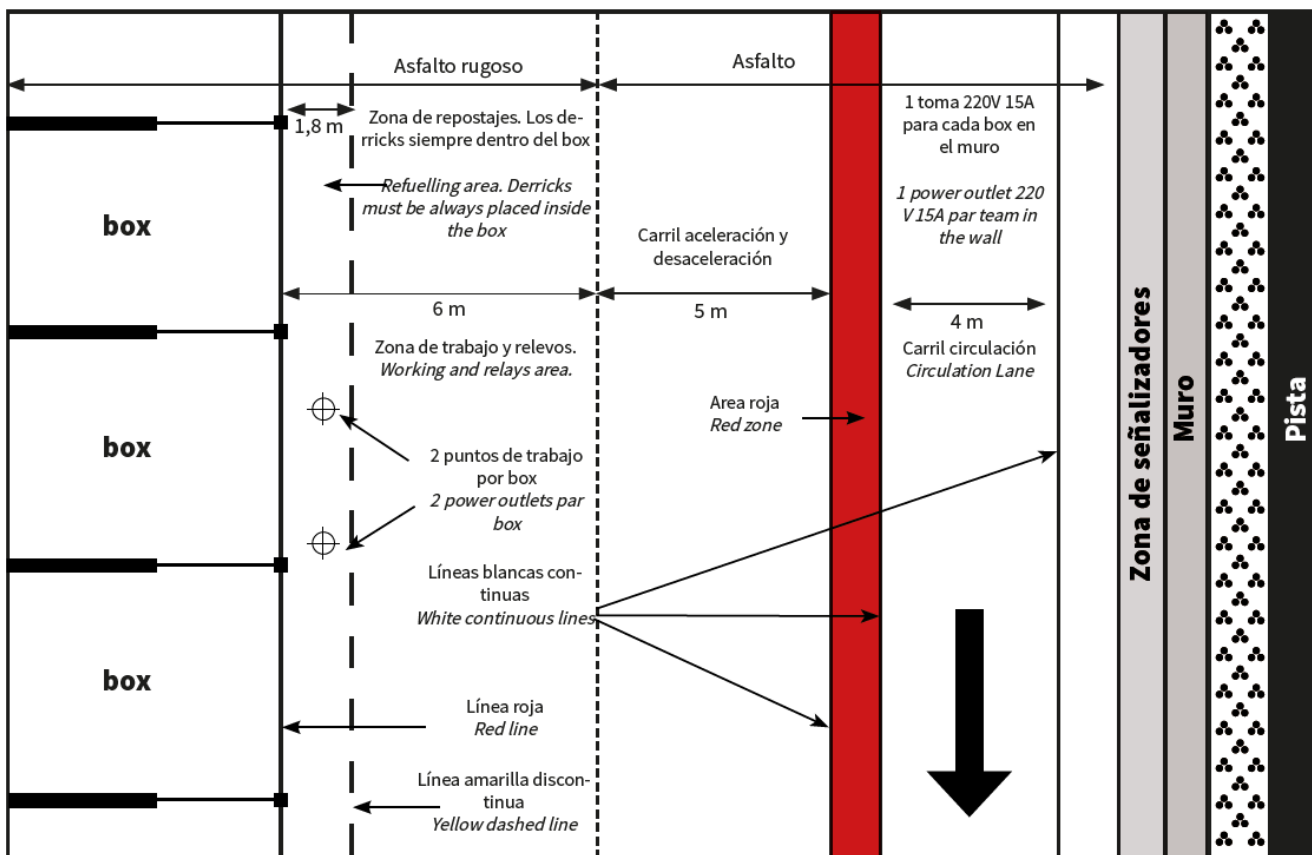 Asfalto rugoso
Asfalto
1,8 m
Zona de repostajes. Los de-
rricks siempre dentro del box
Refuelling area. Derricks
must be always placed inside
the box
1 toma 220V 15A
para cada box en
el muro
1 power outlet 220
V 15A par team in
the wall
box
Carril aceleración y
desaceleración
6 m
5 m
4 m
Zona de trabajo y relevos.
Working and relays area.
Carril circulación
Circulation Lane
Area roja
Red zone
box
2 puntos de trabajo
por box
2 power outlets par
box
Líneas blancas con-
tinuas
White continuous lines
box
Línea roja
Red line
Línea amarilla discon-
tinua
Yellow dashed line
Zona de señalizadores
Muro
Pista